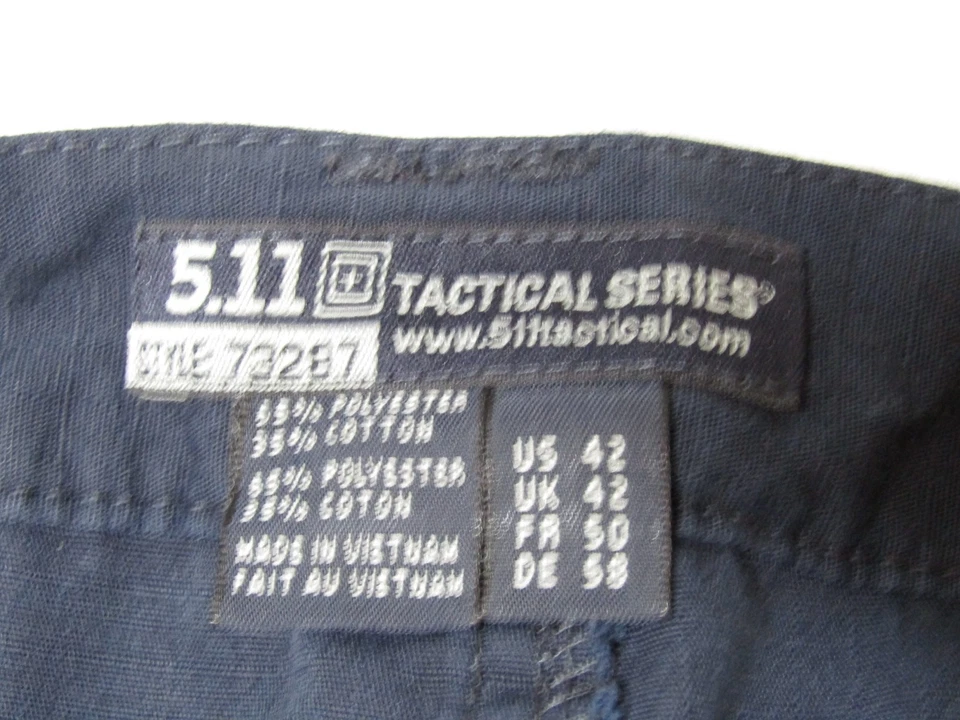 5.11 TACTICAL SERIES®
www.511tactical.com
STYLE 73287
65% POLYESTER
35% COTTON
65% POLYESTER
35% COTON
MADE IN VIETNAM
FAIT AU VIETNAM
US 42
UK 42
FR 50
DE 58